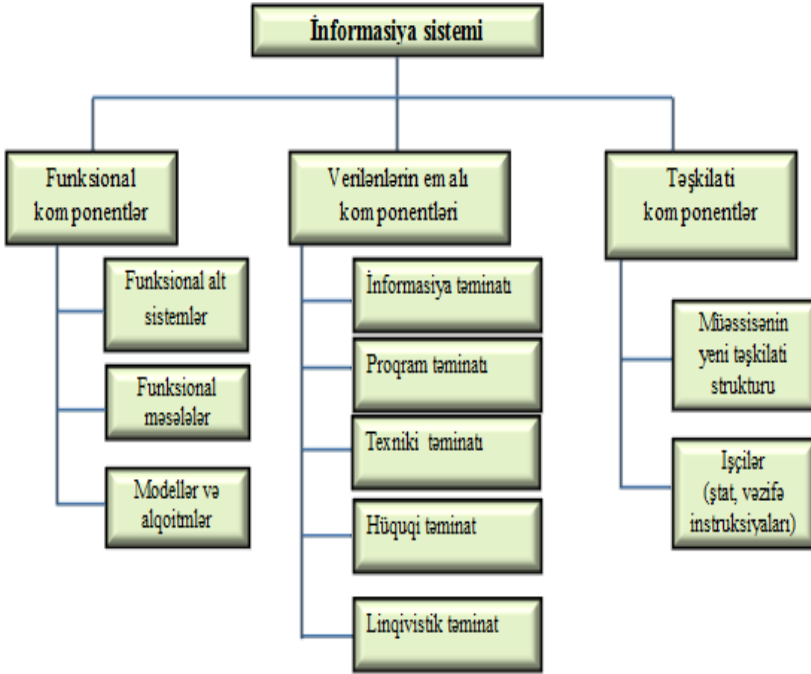 İnformasiya sistemi
Funksional
komponentlər
Funksional alt
sistemlər
Funksional
məsələlər
Modellər və
alqoitmlər
Verilənlərin emalı
komponentləri
İnformasiya təminatı
Proqram təminatı
Texniki təminatı
Hüquqi təminat
Linqivistik təminat
Təşkilati
komponentlər
Müəssisənin
yeni təşkilati
strukturu
Işçilər
(ştat, vəzifə
instruksiyaları)